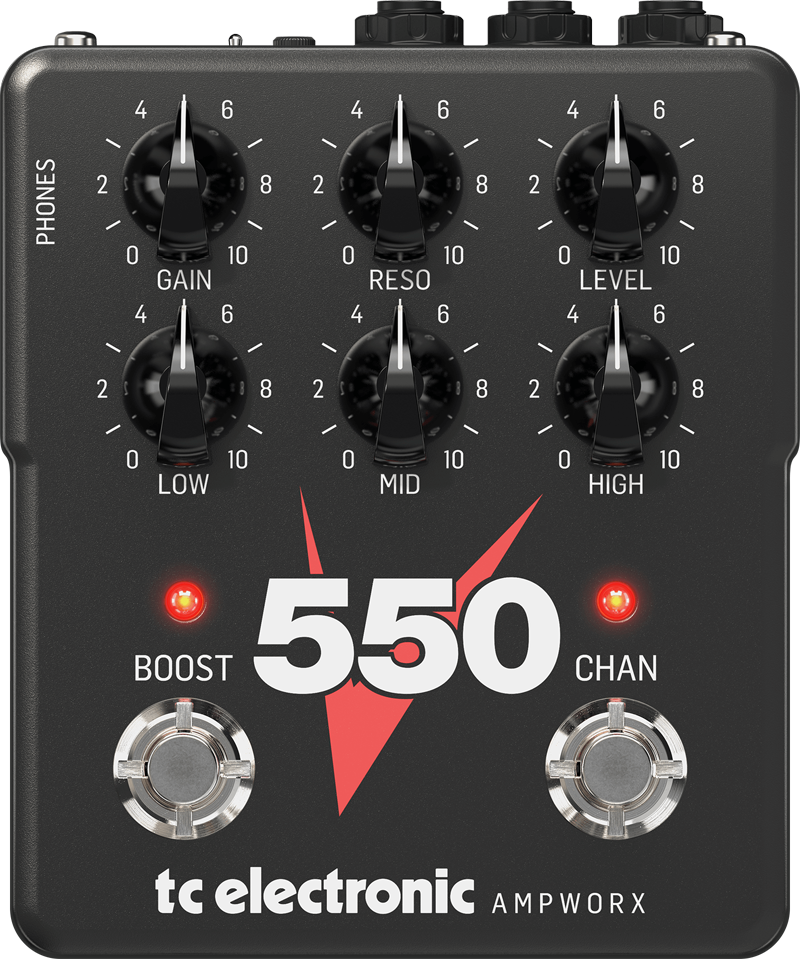 4 6 4 6 4 6
PHONES
2 8 2 8 2 8
0 10 0 10 0 10
GAIN RESO LEVEL
4 6 4 6 4 6
2 8 2 8 2 8
0 10 0 10 0 10
LOW MID HIGH
550
BOOST CHAN
tc electronic AMPWORX